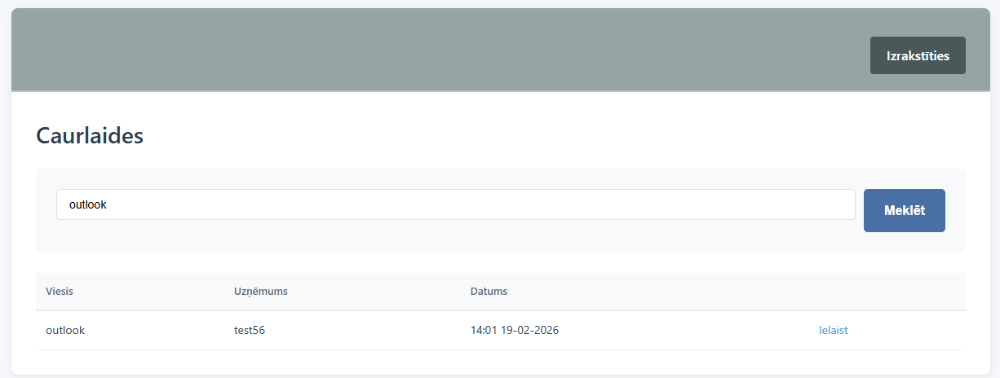 Izrakstīties
Caurlaides
outlook
Meklēt
Viesis Uzņēmums Datums
outlook test56 14:01 19-02-2026 Ielaist